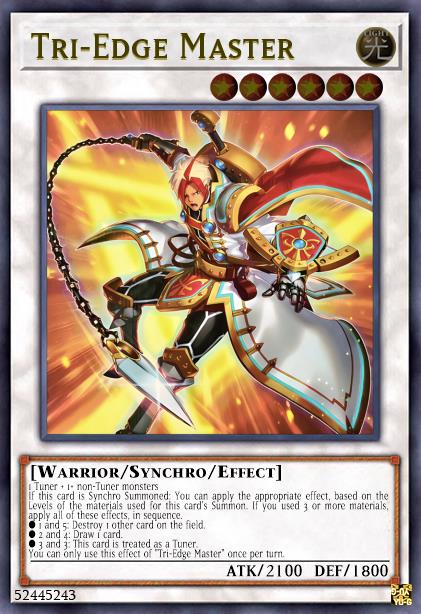 Tri-Edge Master
LIGHT
光
[Warrior/Synchro/Effect]
1 Tuner + 1+ non-Tuner monsters
If this card is Synchro Summoned: You can apply the appropriate effect, based on the
Levels of the materials used for this card's Summon. If you used 3 or more materials,
apply all of these effects, in sequence.
● 1 and 5: Destroy 1 other card on the field.
● 2 and 4: Draw 1 card.
● 3 and 3: This card is treated as a Tuner.
You can only use this effect of "Tri-Edge Master" once per turn.
ATK/2100 DEF/1800
52445243